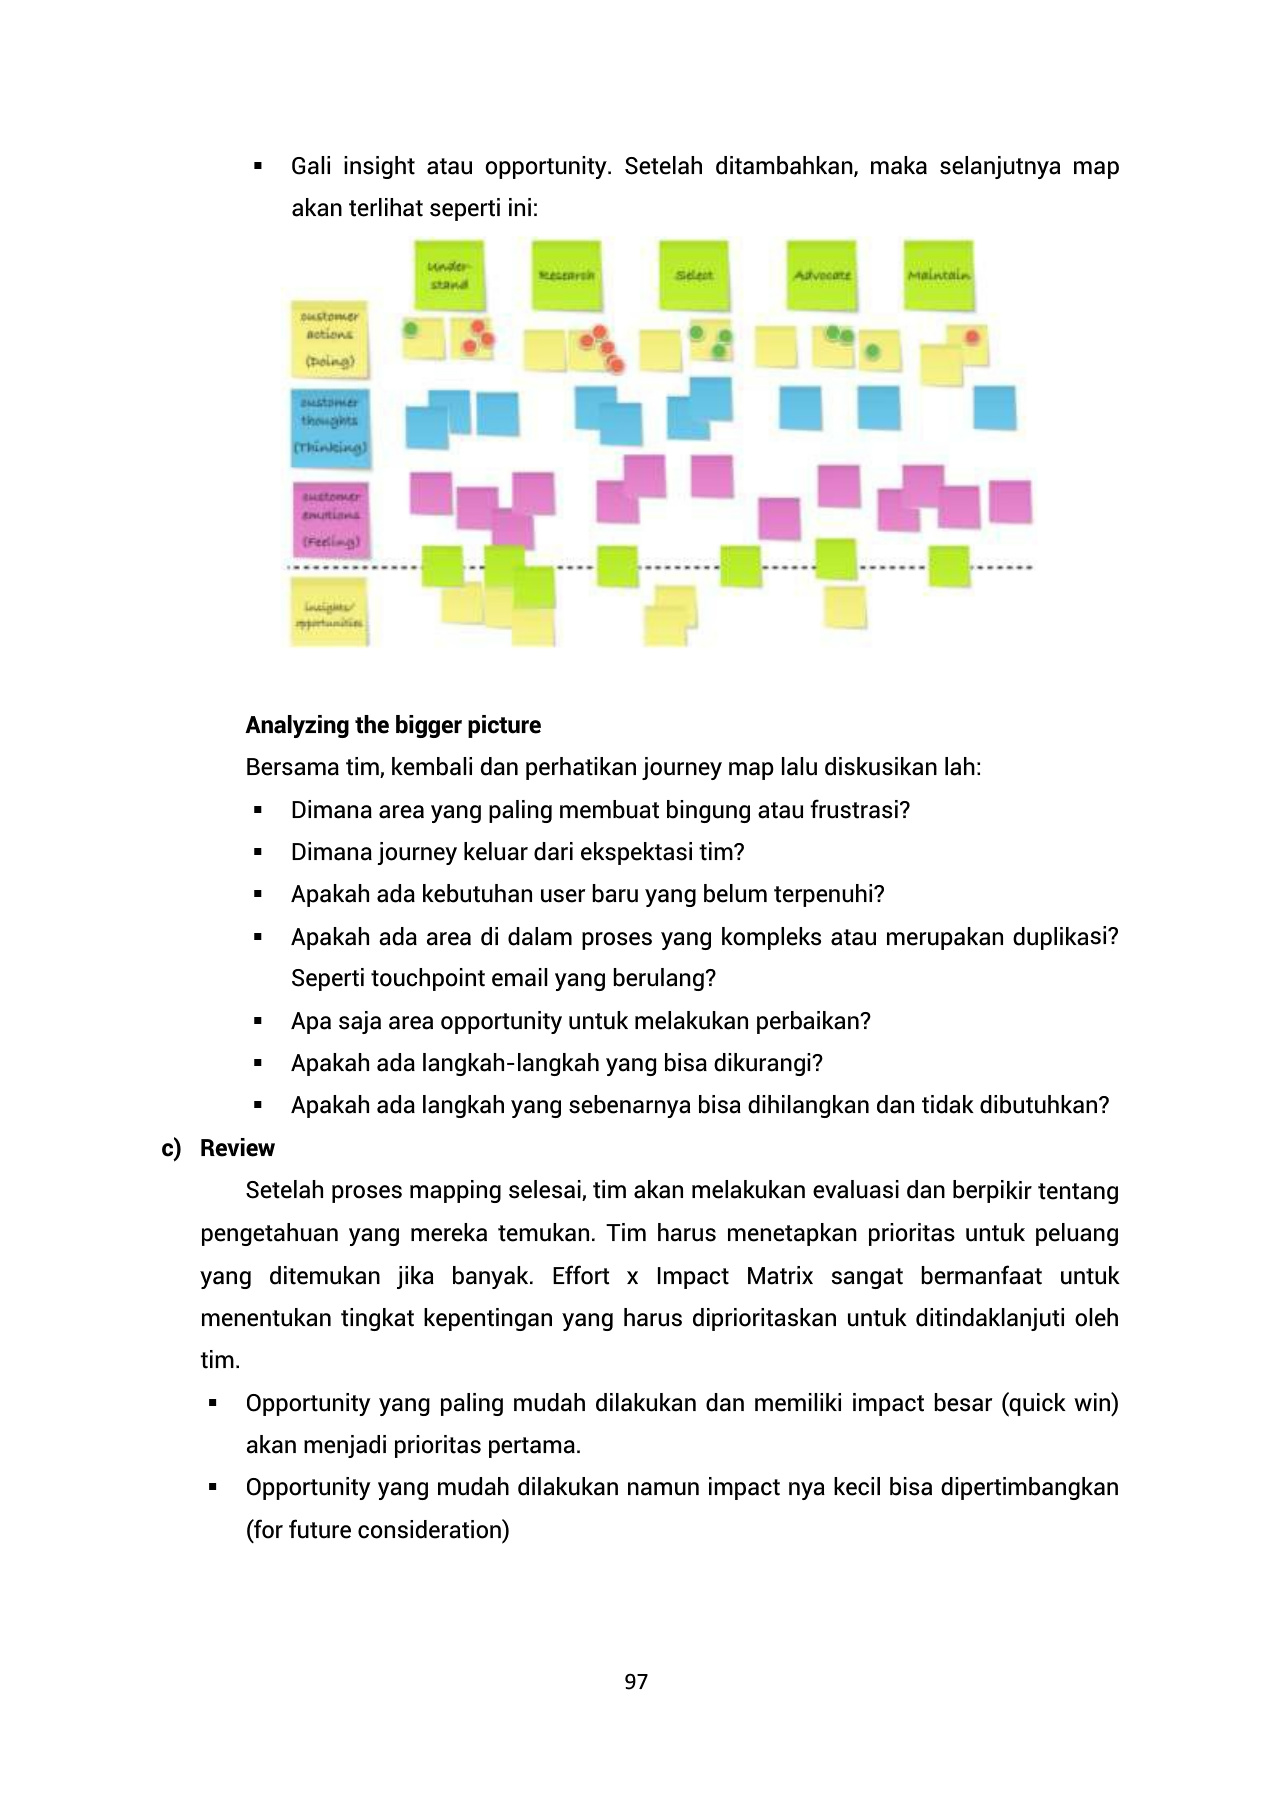 ▪ Gali insight atau opportunity. Setelah ditambahkan, maka selanjutnya map
akan terlihat seperti ini:
Under-
stand
Research
Select
Advocate
Maintain
customer
actions
(Doing)
customer
thoughts
(Thinking)
customer
emotions
(Feeling)
insights/
opportunities
Analyzing the bigger picture
Bersama tim, kembali dan perhatikan journey map lalu diskusikan lah:
▪ Dimana area yang paling membuat bingung atau frustrasi?
▪ Dimana journey keluar dari ekspektasi tim?
▪ Apakah ada kebutuhan user baru yang belum terpenuhi?
▪ Apakah ada area di dalam proses yang kompleks atau merupakan duplikasi?
Seperti touchpoint email yang berulang?
▪ Apa saja area opportunity untuk melakukan perbaikan?
▪ Apakah ada langkah-langkah yang bisa dikurangi?
▪ Apakah ada langkah yang sebenarnya bisa dihilangkan dan tidak dibutuhkan?
c) Review
Setelah proses mapping selesai, tim akan melakukan evaluasi dan berpikir tentang
pengetahuan yang mereka temukan. Tim harus menetapkan prioritas untuk peluang
yang ditemukan jika banyak. Effort x Impact Matrix sangat bermanfaat untuk
menentukan tingkat kepentingan yang harus diprioritaskan untuk ditindaklanjuti oleh
tim.
▪ Opportunity yang paling mudah dilakukan dan memiliki impact besar (quick win)
akan menjadi prioritas pertama.
▪ Opportunity yang mudah dilakukan namun impact nya kecil bisa dipertimbangkan
(for future consideration)
97